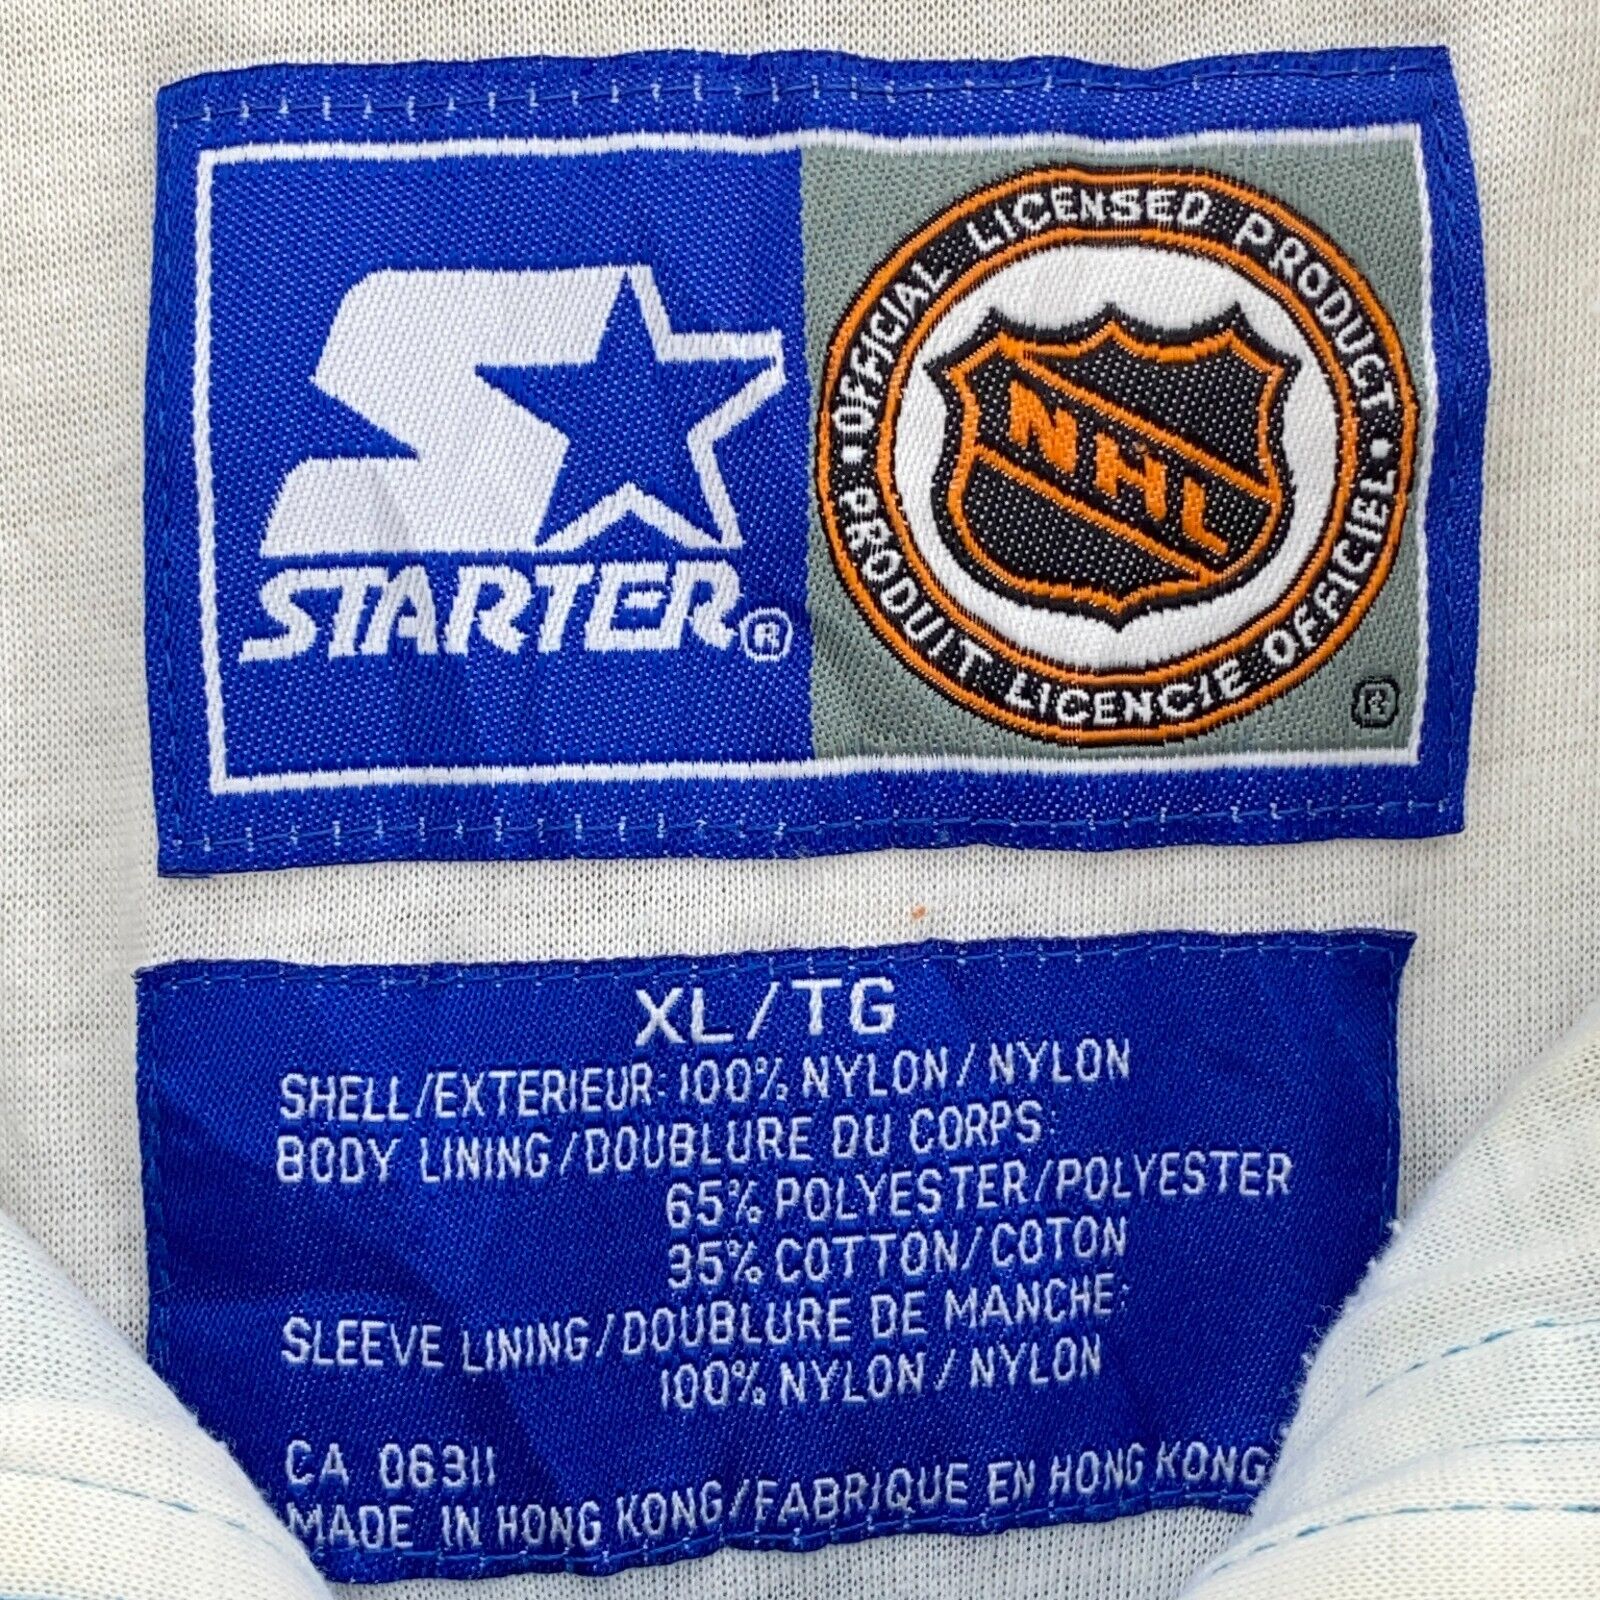 STARTER®
OFFICIAL LICENSED PRODUCT •
PRODUIT LICENCIE OFFICIEL •
NHL
®
XL/TG
SHELL/EXTERIEUR: 100% NYLON/NYLON
BODY LINING/DOUBLURE DU CORPS:
65% POLYESTER/POLYESTER
35% COTTON/COTON
SLEEVE LINING/DOUBLURE DE MANCHE:
100% NYLON/NYLON
CA 06311
MADE IN HONG KONG/FABRIQUE EN HONG KONG